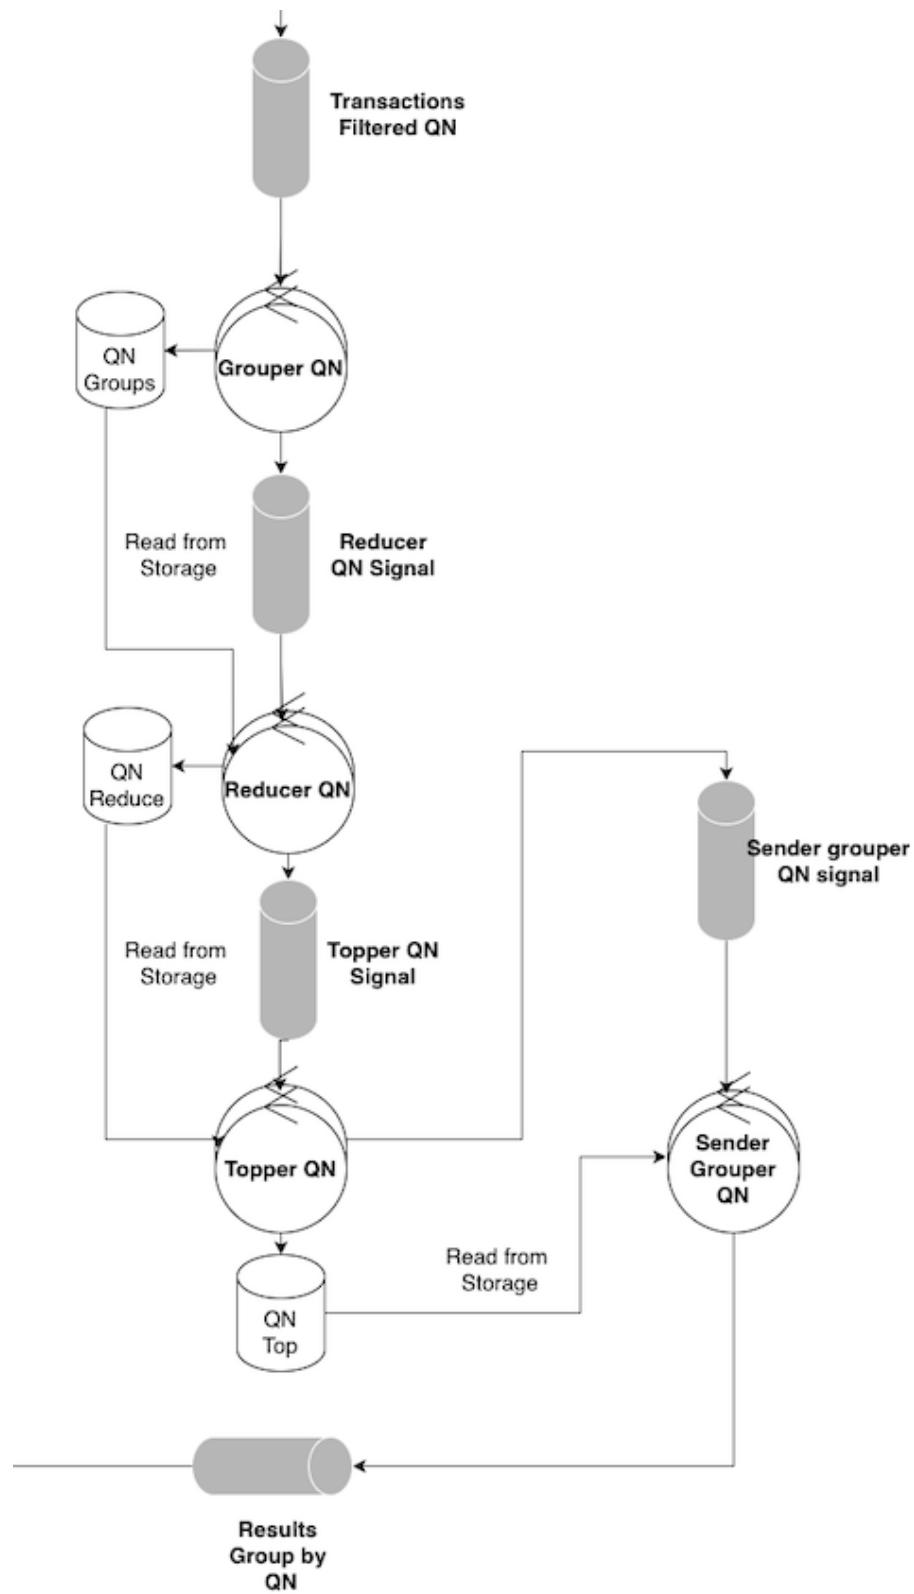 Transactions
Filtered QN
QN
Groups
Grouper QN
Read from
Storage
Reducer
QN Signal
QN
Reduce
Reducer QN
Sender grouper
QN signal
Read from
Storage
Topper QN
Signal
Topper QN
Sender
Grouper
QN
Read from
Storage
QN
Top
Results
Group by
QN